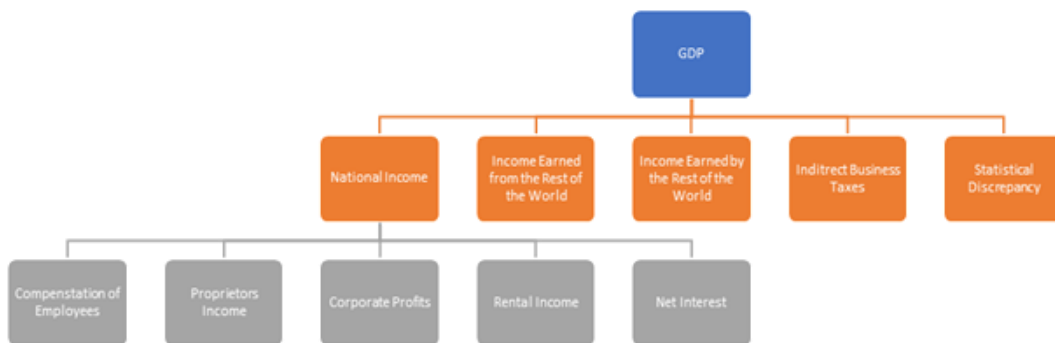 GDP
National Income
Income Earned
from the Rest of
the World
Income Earned by
the Rest of the
World
Inditrect Business
Taxes
Statistical
Discrepancy
Compenstation of
Employees
Proprietors
Income
Corporate Profits
Rental Income
Net Interest